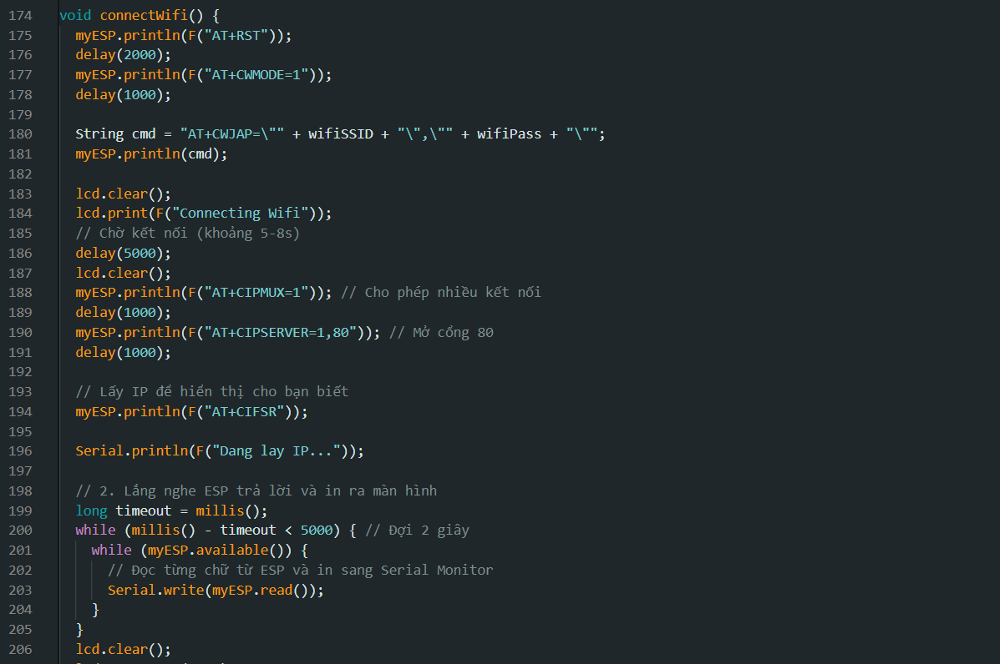 174 void connectWifi() {
175 myESP.println(F("AT+RST"));
176 delay(2000);
177 myESP.println(F("AT+CWMODE=1"));
178 delay(1000);
179
180 String cmd = "AT+CWJAP=\"" + wifiSSID + "\",\"" + wifiPass + "\"";
181 myESP.println(cmd);
182
183 lcd.clear();
184 lcd.print(F("Connecting Wifi"));
185 // Chờ kết nối (khoảng 5-8s)
186 delay(5000);
187 lcd.clear();
188 myESP.println(F("AT+CIPMUX=1")); // Cho phép nhiều kết nối
189 delay(1000);
190 myESP.println(F("AT+CIPSERVER=1,80")); // Mở cổng 80
191 delay(1000);
192
193 // Lấy IP để hiển thị cho bạn biết
194 myESP.println(F("AT+CIFSR"));
195
196 Serial.println(F("Dang lay IP..."));
197
198 // 2. Lắng nghe ESP trả lời và in ra màn hình
199 long timeout = millis();
200 while (millis() - timeout < 5000) { // Đợi 2 giây
201 while (myESP.available()) {
202 // Đọc từng chữ từ ESP và in sang Serial Monitor
203 Serial.write(myESP.read());
204 }
205 }
206 lcd.clear();